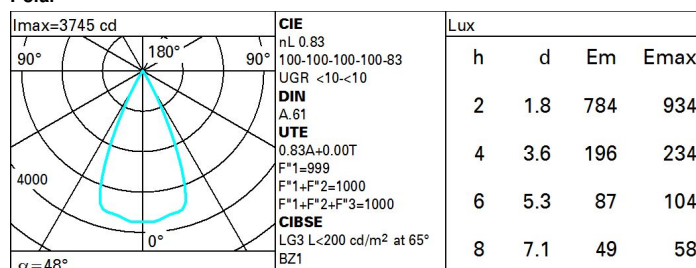 Imax=3745 cd
90° 180° 90°
4000
0°
α=48°
CIE
nL 0.83
100-100-100-100-83
UGR <10-<10
DIN
A.61
UTE
0.83A+0.00T
F"1=999
F"1+F"2=1000
F"1+F"2+F"3=1000
CIBSE
LG3 L<200 cd/m² at 65°
BZ1
Lux
h d Em Emax
2 1.8 784 934
4 3.6 196 234
6 5.3 87 104
8 7.1 49 58